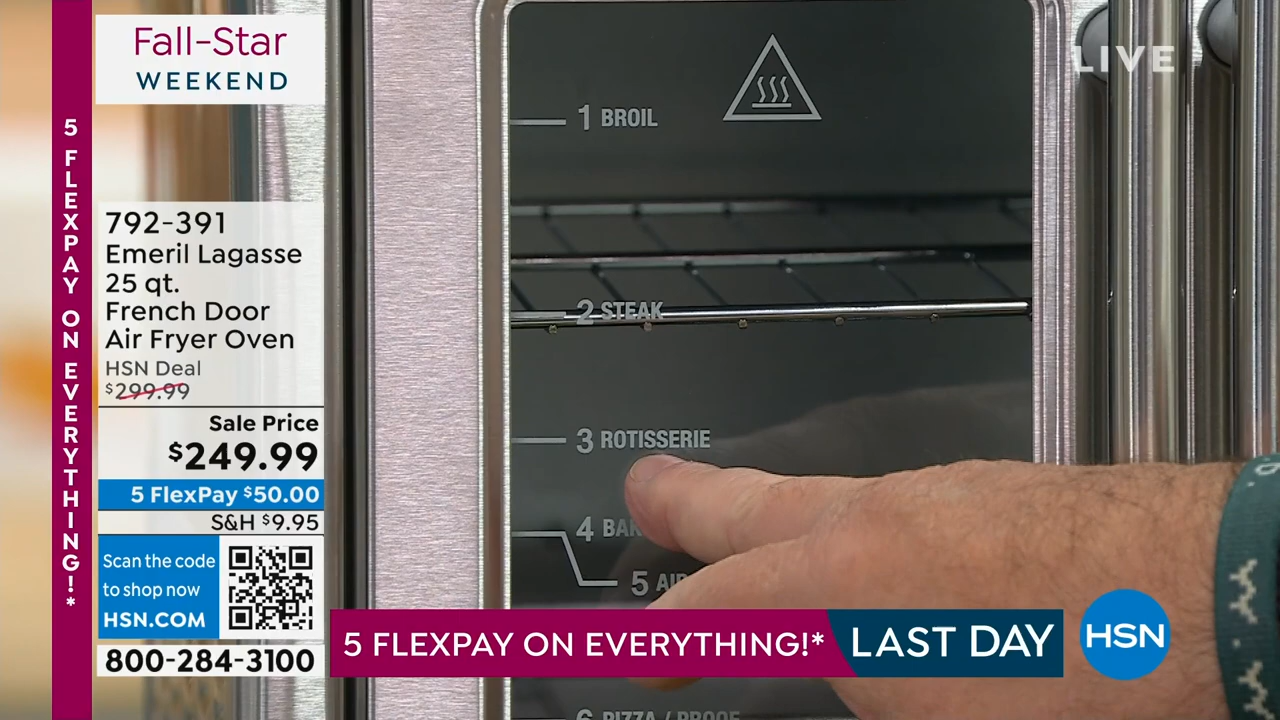 Fall-Star
WEEKEND
5 FLEXPAY ON EVERYTHING!*
792-391
Emeril Lagasse
25 qt.
French Door
Air Fryer Oven
HSN Deal
$299.99
Sale Price
$249.99
5 FlexPay $50.00
S&H $9.95
Scan the code
to shop now
HSN.COM
800-284-3100
LIVE
1 BROIL
2 STEAK
3 ROTISSERIE
4
5
6 PIZZA / PROOF
5 FLEXPAY ON EVERYTHING!*
LAST DAY
HSN